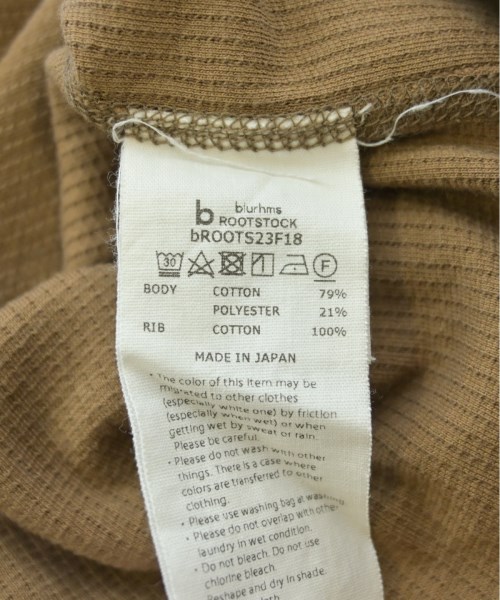 b blurhms
ROOTSTOCK
bROOTS23F18
30 F
BODY COTTON 79%
POLYESTER 21%
RIB COTTON 100%
MADE IN JAPAN
• The color of this item may be
migrated to other clothes
(especially white one) by friction
(especially when wet) or when
getting wet by sweat or rain.
Please be careful.
• Please do not wash with other
things. There is a case where
colors are transferred to other
clothing.
• Please use washing bag at washing
• Please do not overlap with other
laundry in wet condition.
• Do not bleach. Do not use
chlorine bleach.
Reshape and dry in shade.
cloth